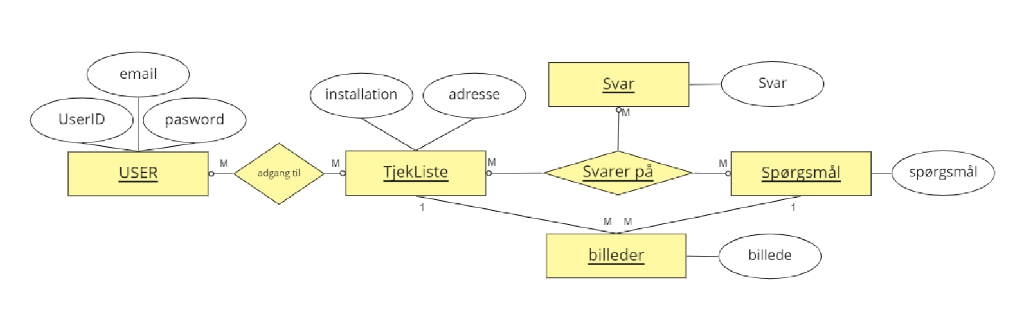 email
UserID
pasword
USER
M
adgang til
M
installation
adresse
TjekListe
M
1
Svar
Svar
M
Svarer på
M
Spørgsmål
spørgsmål
1
M
M
billeder
billede